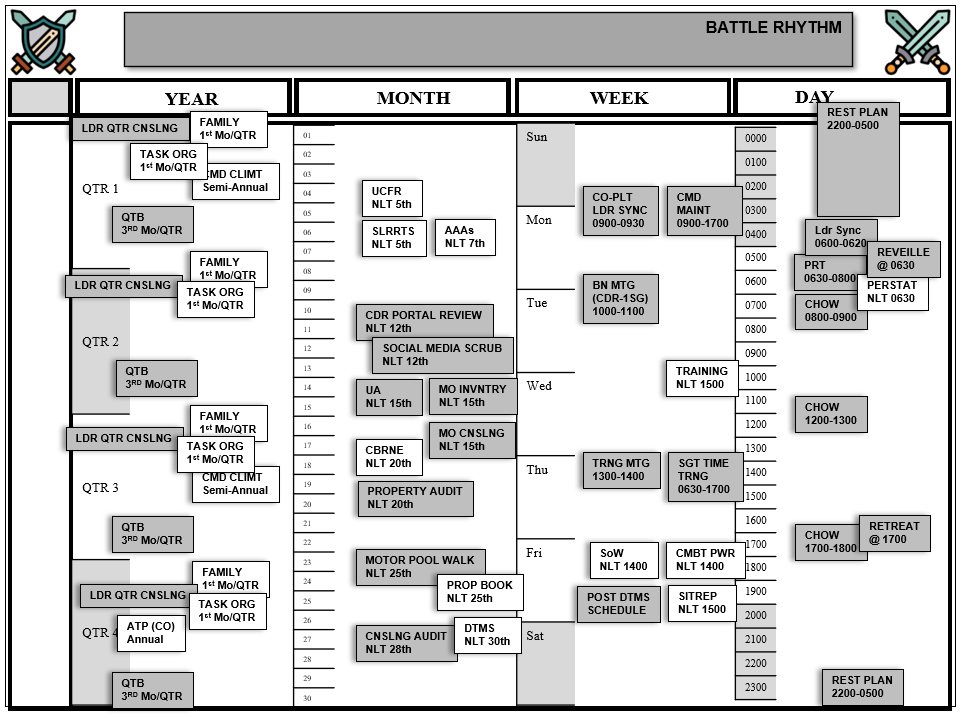 BATTLE RHYTHM
YEAR
MONTH
WEEK
DAY
LDR QTR CNSLNG
FAMILY
1st Mo/QTR
TASK ORG
1st Mo/QTR
CMD CLIMT
Semi-Annual
QTR 1
QTB
3RD Mo/QTR
FAMILY
1st Mo/QTR
LDR QTR CNSLNG
TASK ORG
1st Mo/QTR
QTR 2
QTB
3RD Mo/QTR
FAMILY
1st Mo/QTR
LDR QTR CNSLNG
TASK ORG
1st Mo/QTR
CMD CLIMT
Semi-Annual
QTR 3
QTB
3RD Mo/QTR
FAMILY
1st Mo/QTR
LDR QTR CNSLNG
TASK ORG
1st Mo/QTR
ATP (CO)
Annual
QTR 4
QTB
3RD Mo/QTR
01
02
03
04
05
06
07
08
09
10
11
12
13
14
15
16
17
18
19
20
21
22
23
24
25
26
27
28
29
30
UCFR
NLT 5th
SLRRTS
NLT 5th
AAAs
NLT 7th
CDR PORTAL REVIEW
NLT 12th
SOCIAL MEDIA SCRUB
NLT 12th
UA
NLT 15th
MO INVNTRY
NLT 15th
MO CNSLNG
NLT 15th
CBRNE
NLT 20th
PROPERTY AUDIT
NLT 20th
MOTOR POOL WALK
NLT 25th
PROP BOOK
NLT 25th
CNSLNG AUDIT
NLT 28th
DTMS
NLT 30th
Sun
Mon
CO-PLT
LDR SYNC
0900-0930
CMD
MAINT
0900-1700
Tue
BN MTG
(CDR-1SG)
1000-1100
Wed
TRAINING
NLT 1500
Thu
TRNG MTG
1300-1400
SGT TIME
TRNG
0630-1700
Fri
SoW
NLT 1400
CMBT PWR
NLT 1400
POST DTMS
SCHEDULE
SITREP
NLT 1500
Sat
0000
0100
0200
0300
0400
0500
0600
0700
0800
0900
1000
1100
1200
1300
1400
1500
1600
1700
1800
1900
2000
2100
2200
2300
REST PLAN
2200-0500
Ldr Sync
0600-0620
REVEILLE
@ 0630
PRT
0630-0800
PERSTAT
NLT 0630
CHOW
0800-0900
CHOW
1200-1300
CHOW
1700-1800
RETREAT
@ 1700
REST PLAN
2200-0500